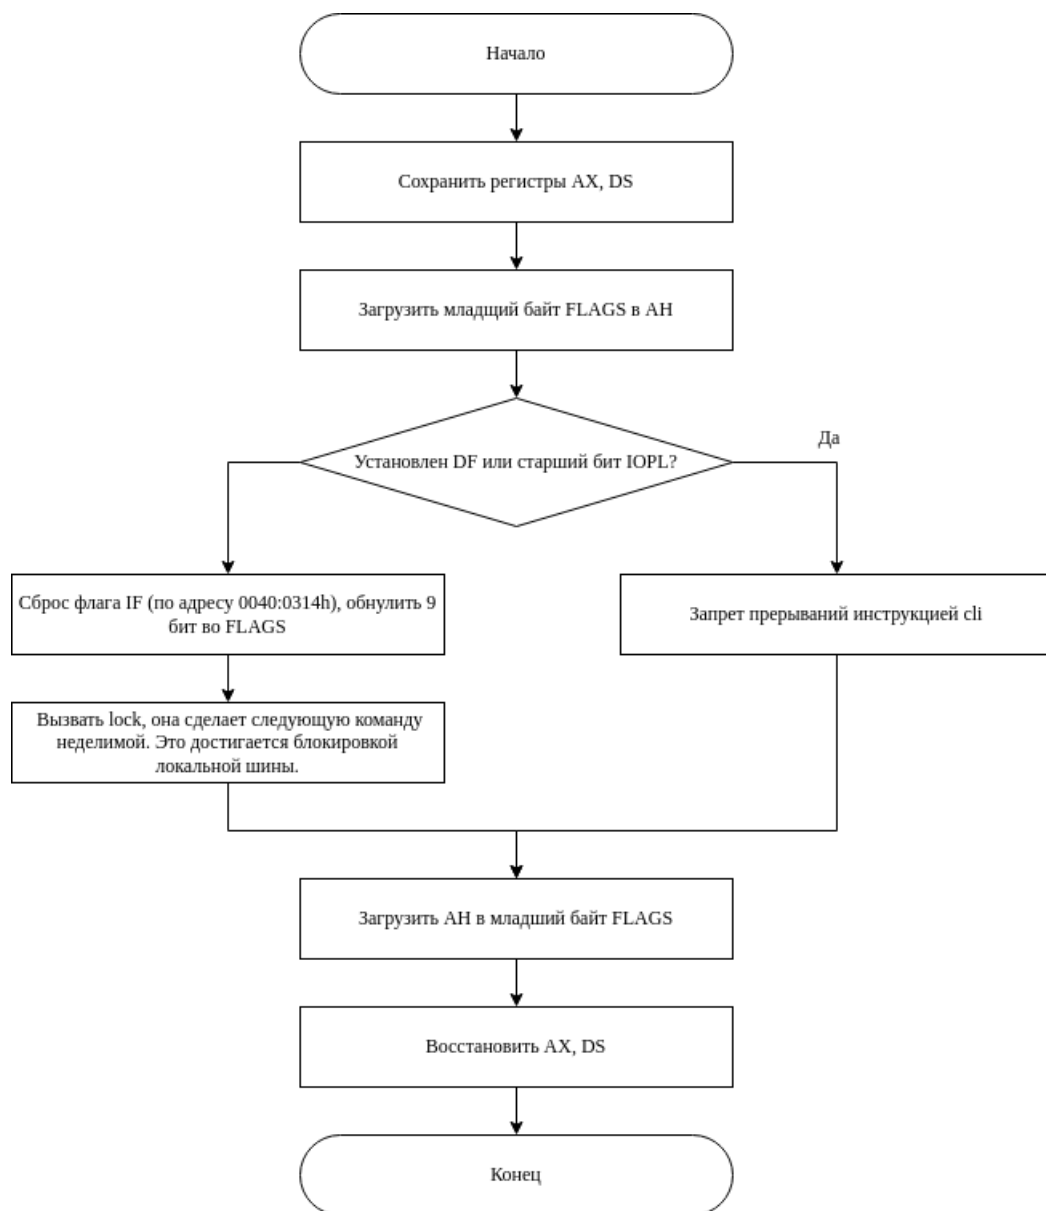 Начало
Сохранить регистры AX, DS
Загрузить младщий байт FLAGS в AH
Установлен DF или старший бит IOPL?
Да
Сброс флага IF (по адресу 0040:0314h), обнулить 9
бит во FLAGS
Запрет прерываний инструкцией cli
Вызвать lock, она сделает следующую команду
неделимой. Это достигается блокировкой
локальной шины.
Загрузить AH в младший байт FLAGS
Восстановить AX, DS
Конец